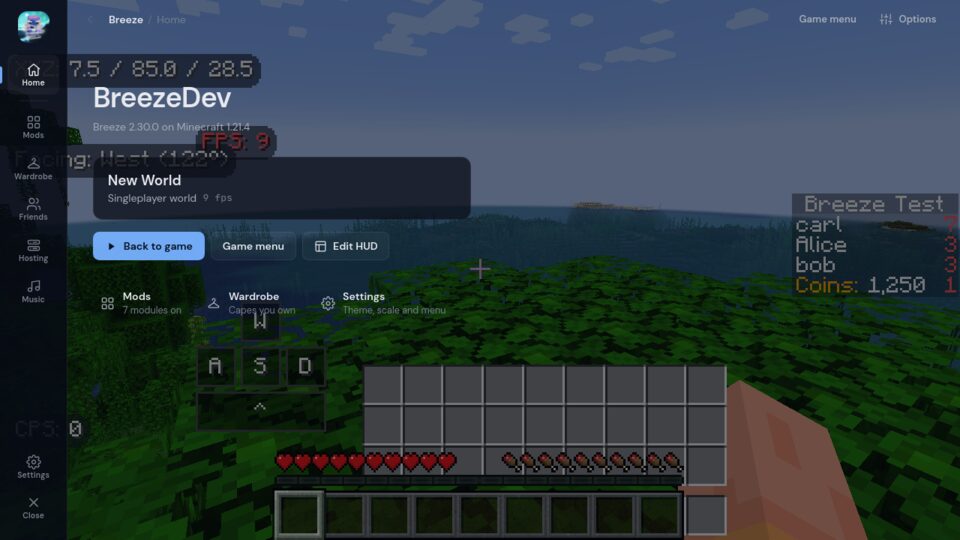 Breeze / Home
Game menu
Options
Home
XYZ: 7.5 / 85.0 / 28.5
BreezeDev
Breeze 2.30.0 on Minecraft 1.21.4
FPS: 9
Mods
Facing: West (122°)
Wardrobe
New World
Singleplayer world 9 fps
Friends
Breeze Test
carl 7
Alice 3
bob 3
Coins: 1,250 1
Hosting
Back to game
Game menu
Edit HUD
Music
Mods
7 modules on
Wardrobe
Capes you own
Settings
Theme, scale and menu
W
A S D
^
CPS: 0
Settings
Close